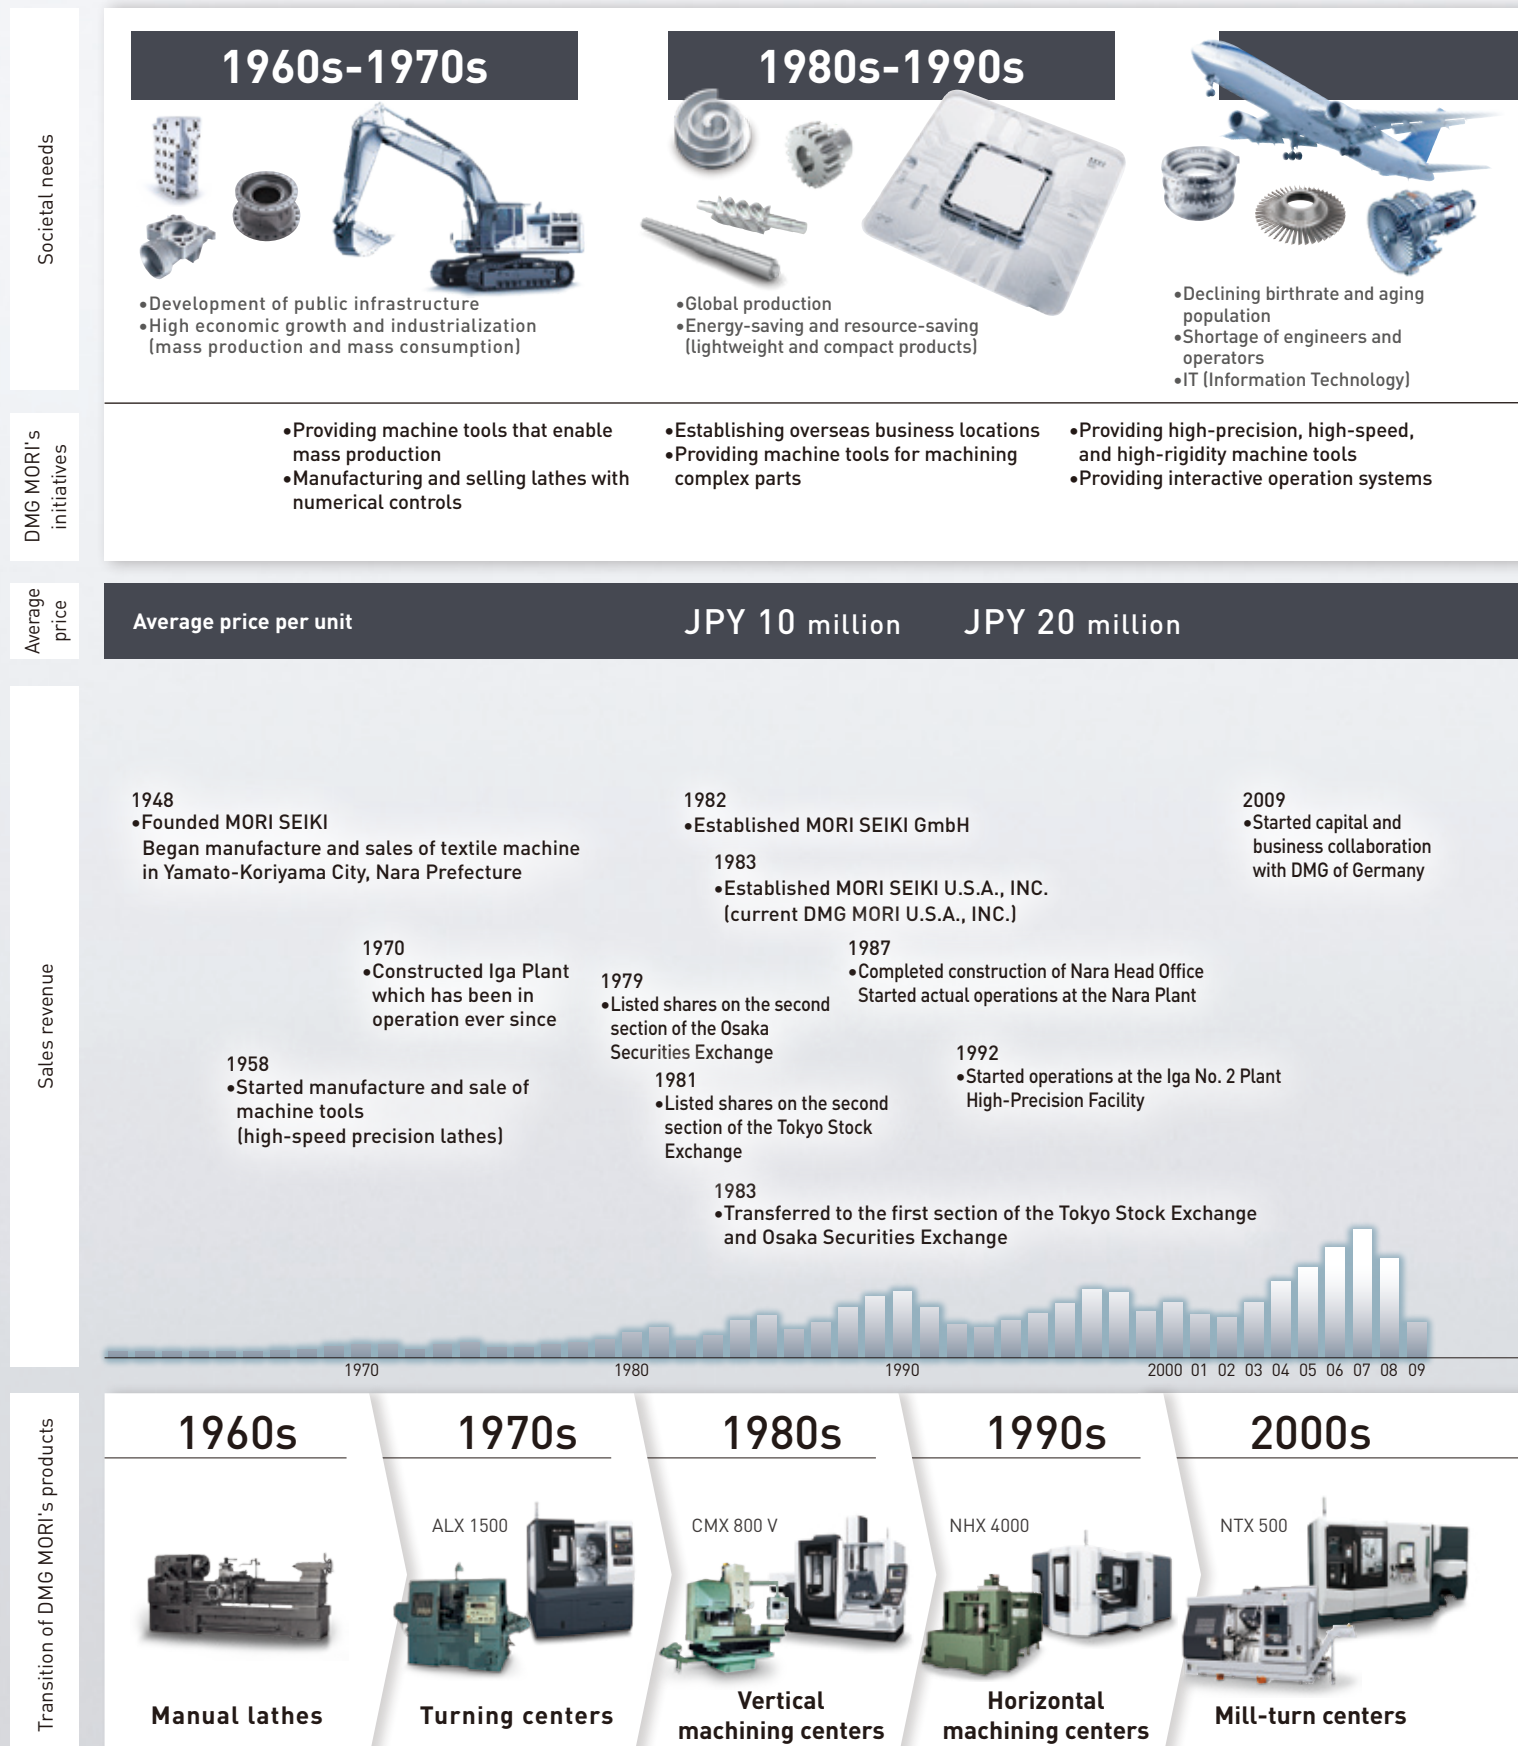 Societal needs
1960s-1970s
•Development of public infrastructure
•High economic growth and industrialization
(mass production and mass consumption)
1980s-1990s
•Global production
•Energy-saving and resource-saving
(lightweight and compact products)
•Declining birthrate and aging
population
•Shortage of engineers and
operators
•IT (Information Technology)
DMG MORI's
initiatives
•Providing machine tools that enable
mass production
•Manufacturing and selling lathes with
numerical controls
•Establishing overseas business locations
•Providing machine tools for machining
complex parts
•Providing high-precision, high-speed,
and high-rigidity machine tools
•Providing interactive operation systems
Average
price
Average price per unit
JPY 10 million
JPY 20 million
Sales revenue
1948
•Founded MORI SEIKI
Began manufacture and sales of textile machine
in Yamato-Koriyama City, Nara Prefecture
1982
•Established MORI SEIKI GmbH
1983
•Established MORI SEIKI U.S.A., INC.
(current DMG MORI U.S.A., INC.)
2009
•Started capital and
business collaboration
with DMG of Germany
1970
•Constructed Iga Plant
which has been in
operation ever since
1979
•Listed shares on the second
section of the Osaka
Securities Exchange
1987
•Completed construction of Nara Head Office
Started actual operations at the Nara Plant
1958
•Started manufacture and sale of
machine tools
(high-speed precision lathes)
1981
•Listed shares on the second
section of the Tokyo Stock
Exchange
1992
•Started operations at the Iga No. 2 Plant
High-Precision Facility
1983
•Transferred to the first section of the Tokyo Stock Exchange
and Osaka Securities Exchange
1970 1980 1990 2000 01 02 03 04 05 06 07 08 09
Transition of DMG MORI's products
1960s
Manual lathes
1970s
ALX 1500
Turning centers
1980s
CMX 800 V
Vertical
machining centers
1990s
NHX 4000
Horizontal
machining centers
2000s
NTX 500
Mill-turn centers